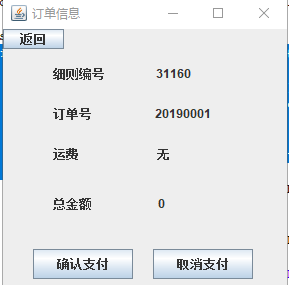 订单信息
返回
细则编号 31160
订单号 20190001
运费 无
总金额 0
确认支付 取消支付